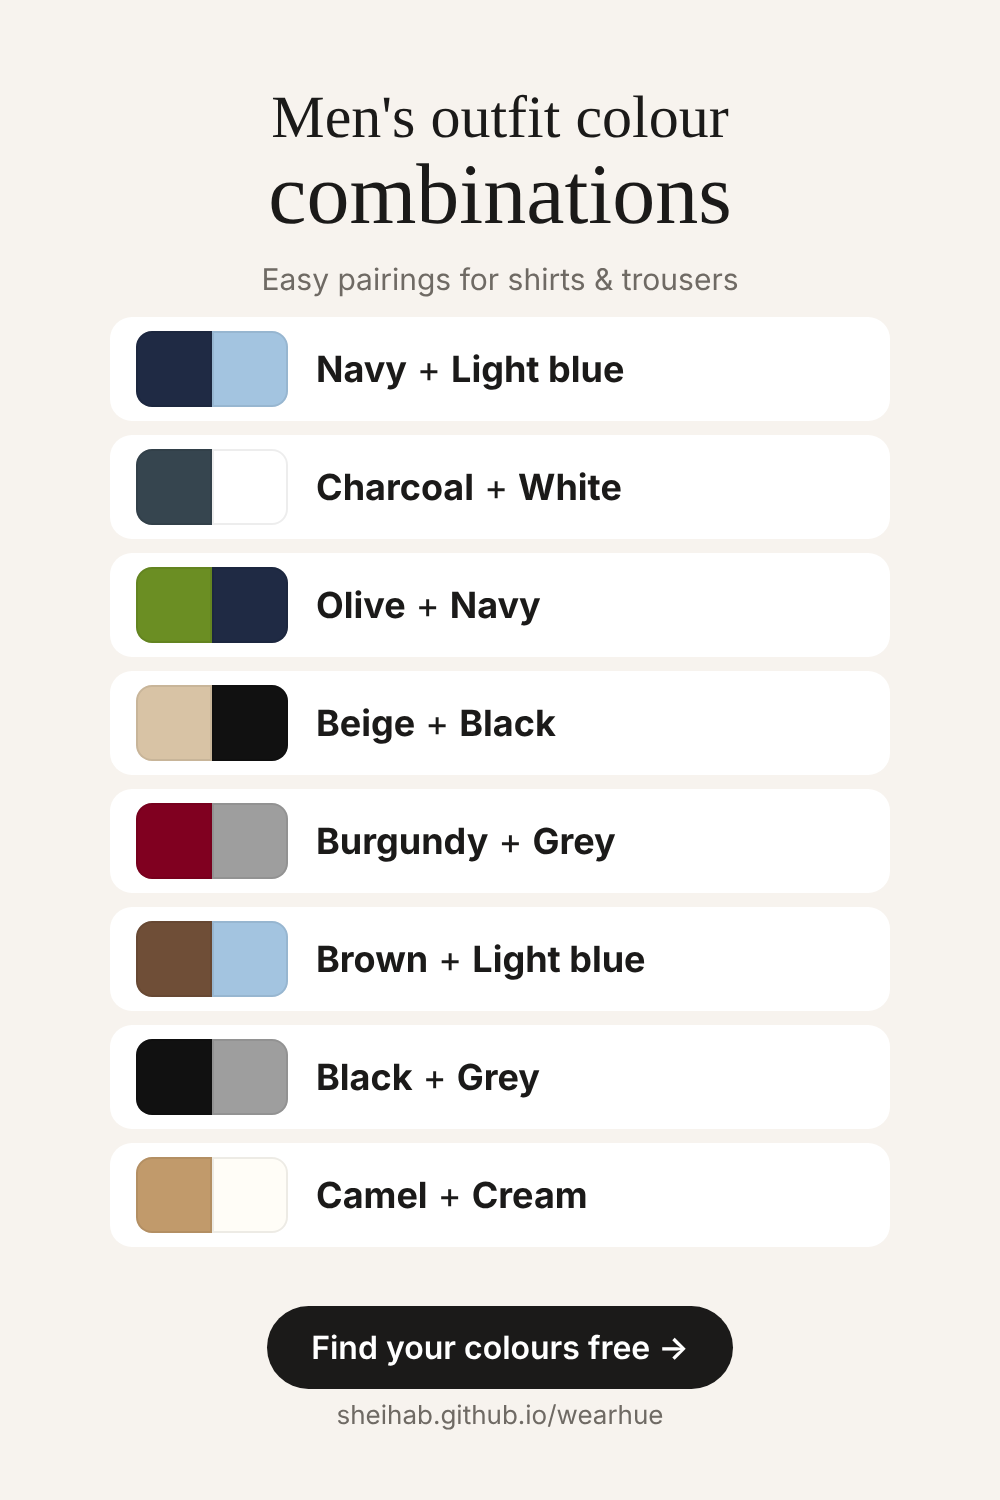 Men's outfit colour
combinations
Easy pairings for shirts & trousers
Navy + Light blue
Charcoal + White
Olive + Navy
Beige + Black
Burgundy + Grey
Brown + Light blue
Black + Grey
Camel + Cream
Find your colours free →
sheihab.github.io/wearhue